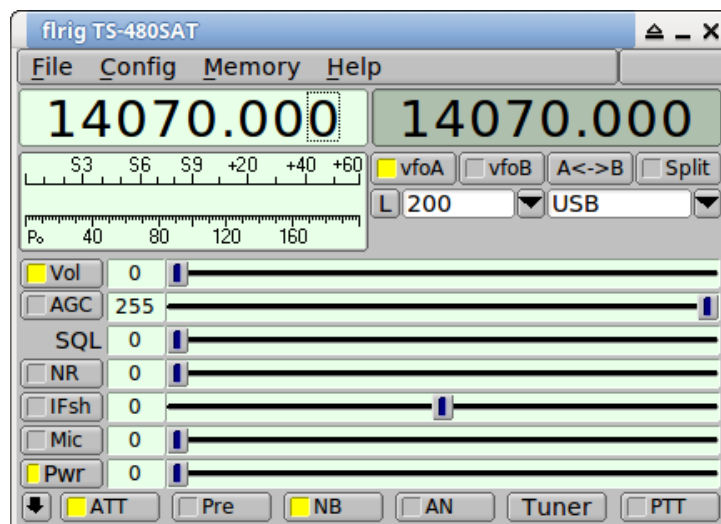 flrig TS-480SAT
File Config Memory Help
14070.000 14070.000
S3 S6 S9 +20 +40 +60
vfoA vfoB A<->B Split
L 200 USB
Po 40 80 120 160
Vol 0
AGC 255
SQL 0
NR 0
IFsh 0
Mic 0
Pwr 0
ATT Pre NB AN Tuner PTT